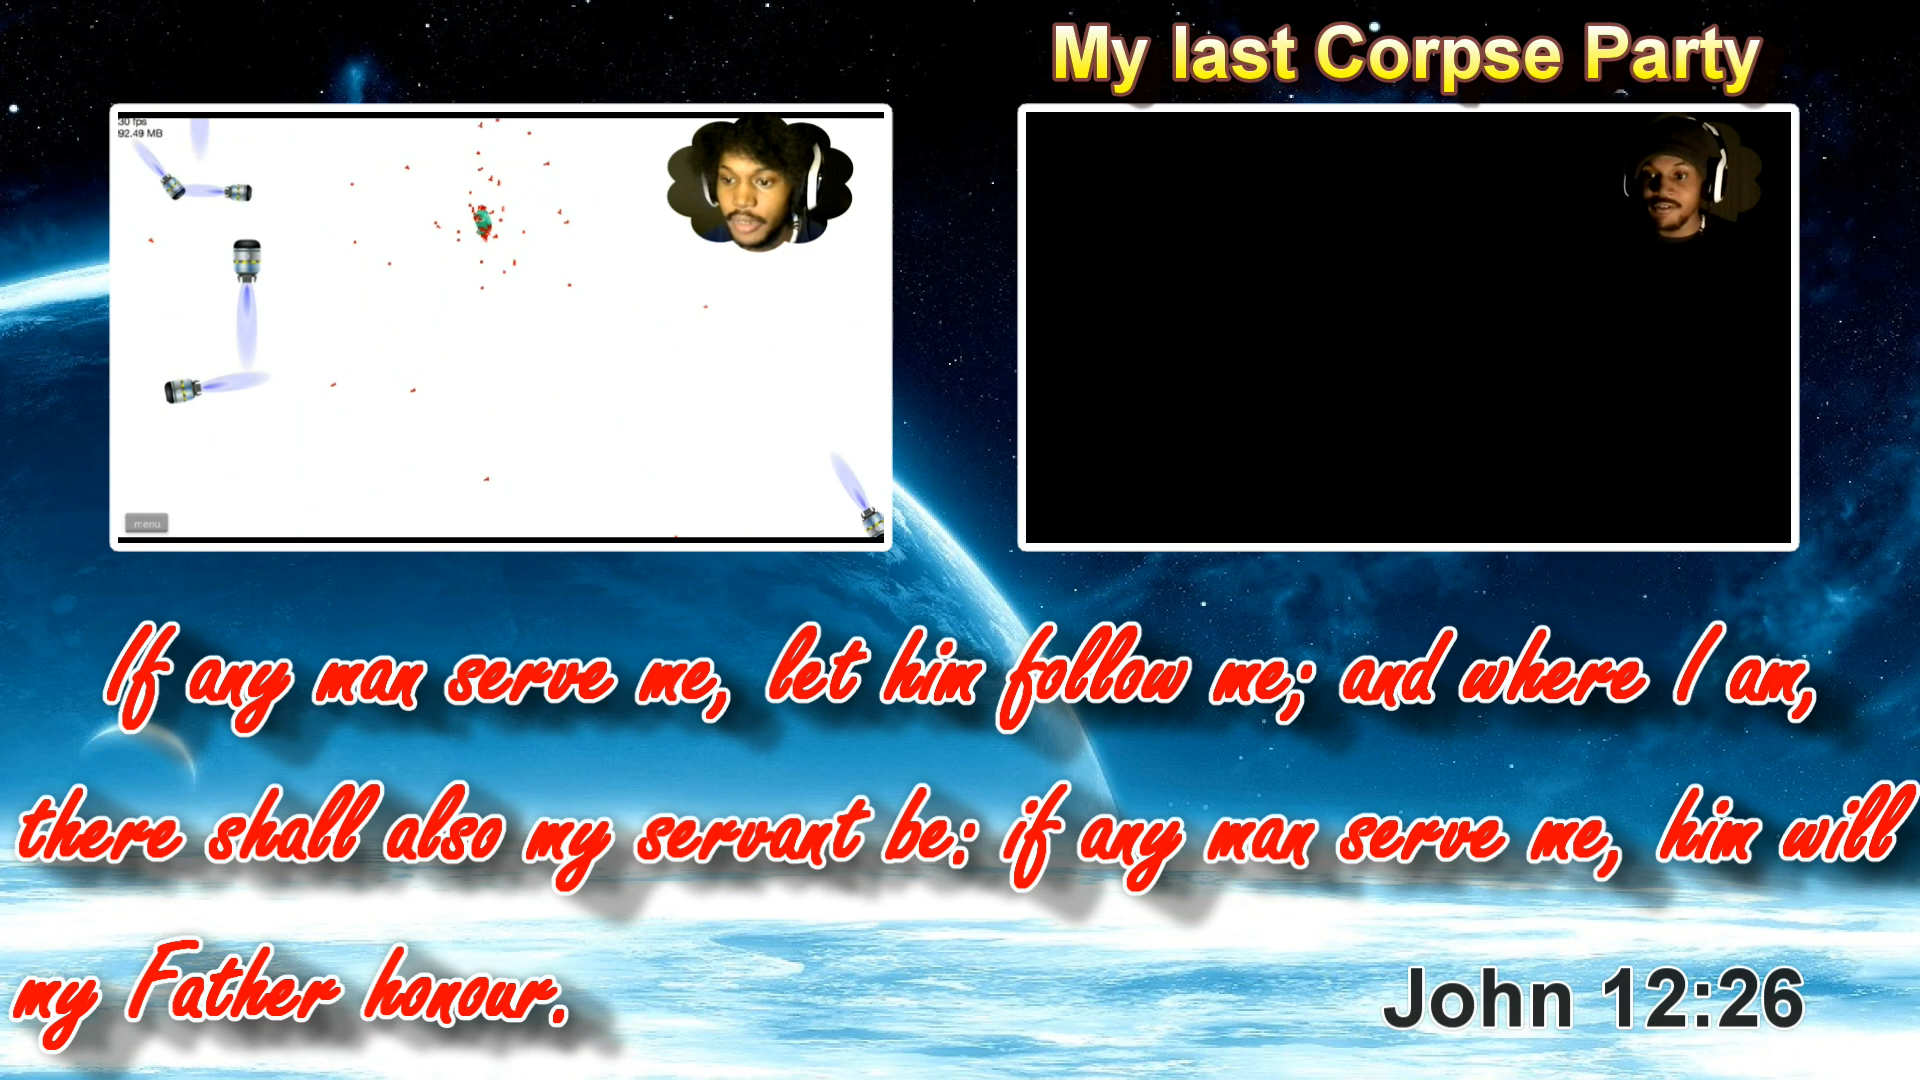 My last Corpse Party
30 fps
92.49 MB
menu
If any man serve me, let him follow me; and where I am,
there shall also my servant be: if any man serve me, him will
my Father honour.
John 12:26